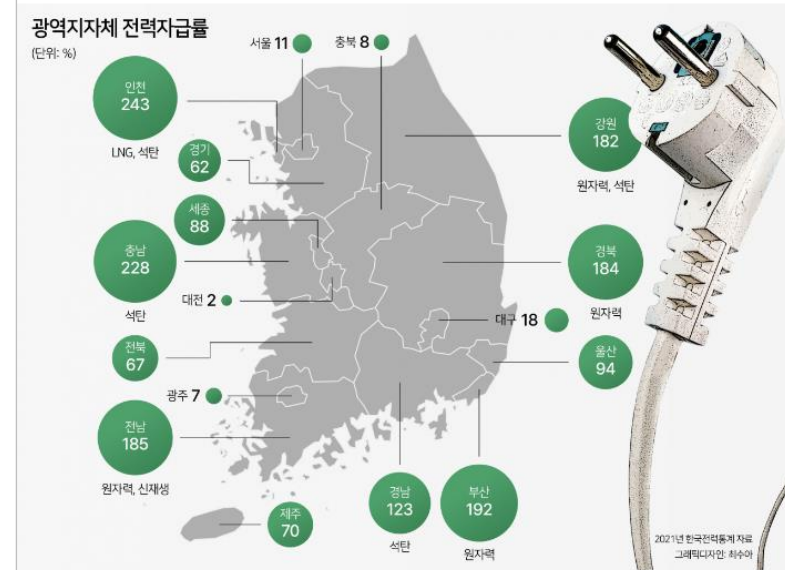 광역지자체 전력자급률
(단위: %)
서울 11
충북 8
인천
243
LNG, 석탄
경기
62
강원
182
원자력, 석탄
세종
88
충남
228
석탄
경북
184
원자력
대전 2
대구 18
전북
67
울산
94
광주 7
전남
185
원자력, 신재생
경남
123
석탄
부산
192
원자력
제주
70
2021년 한국전력통계 자료
그래픽디자인: 최수아